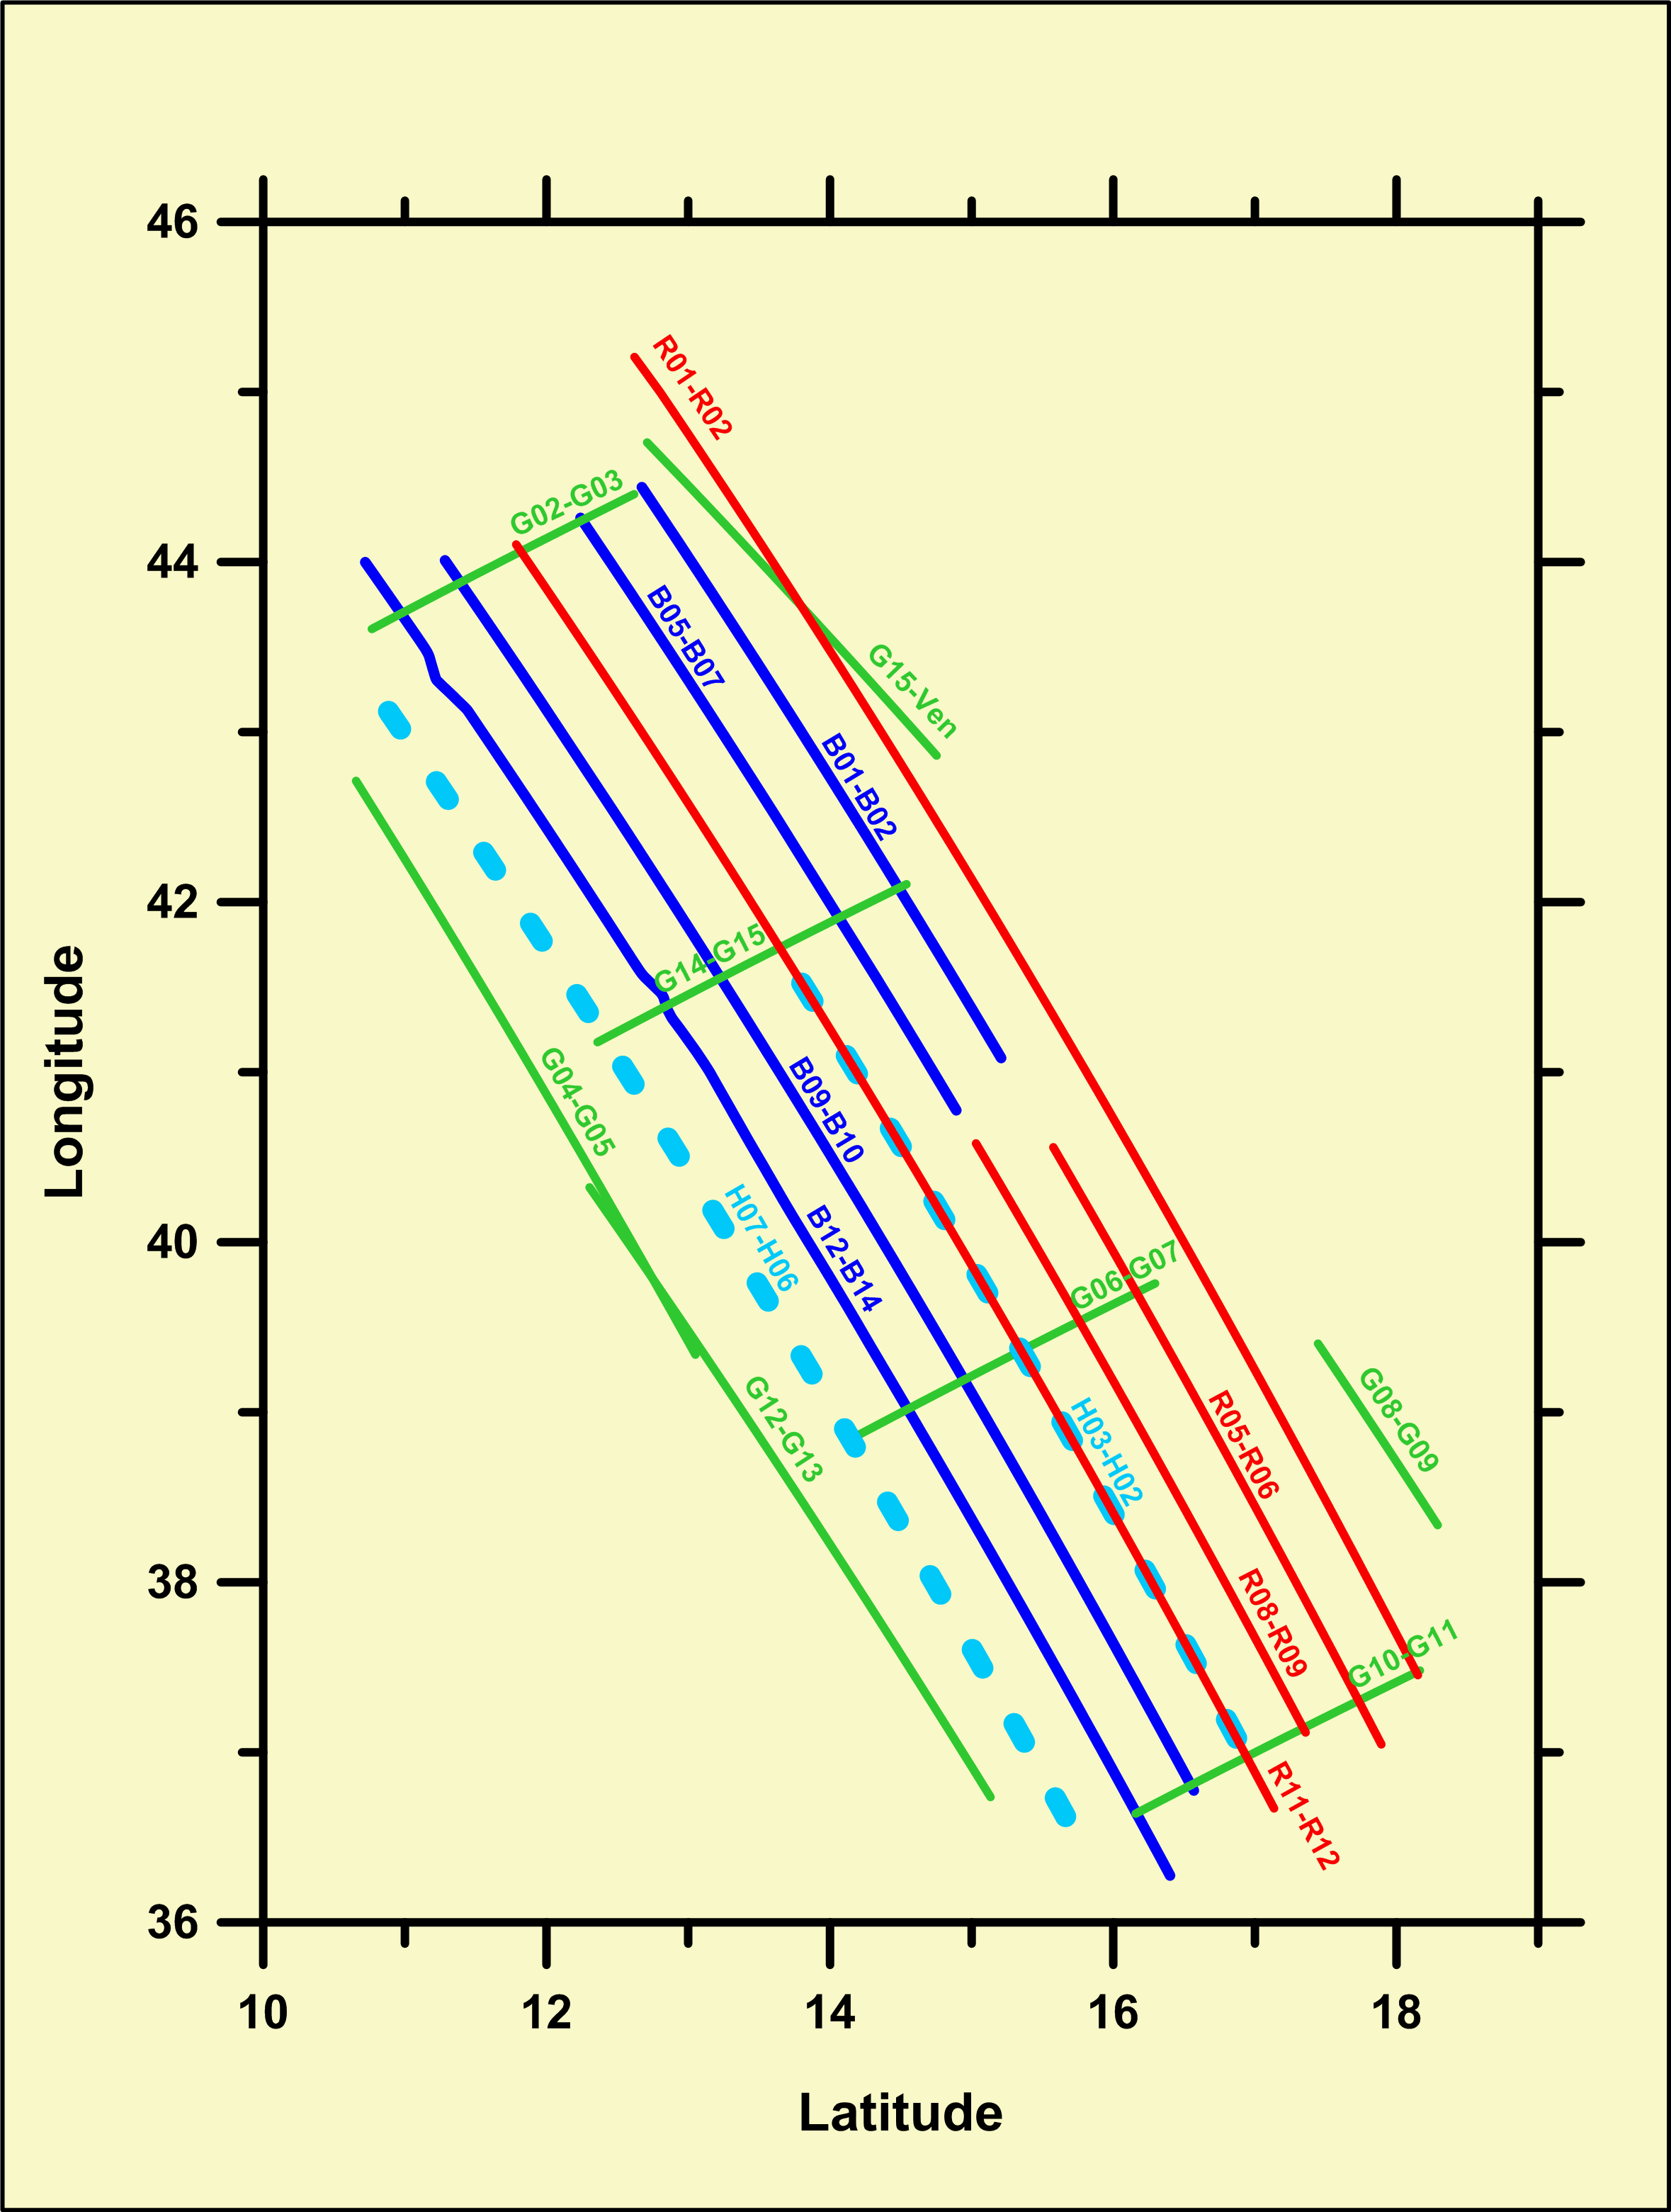 46
R01-R02
G02-G03
44
B05-B07
G15-Ven
B01-B02
42
G14-G15
Longitude
G04-G05
B09-B10
H07-H06
B12-B14
40
G06-G07
G12-G13
H03-H02
R05-R06
G08-G09
38
R08-R09
G10-G11
R11-R12
36
10
12
14
16
18
Latitude